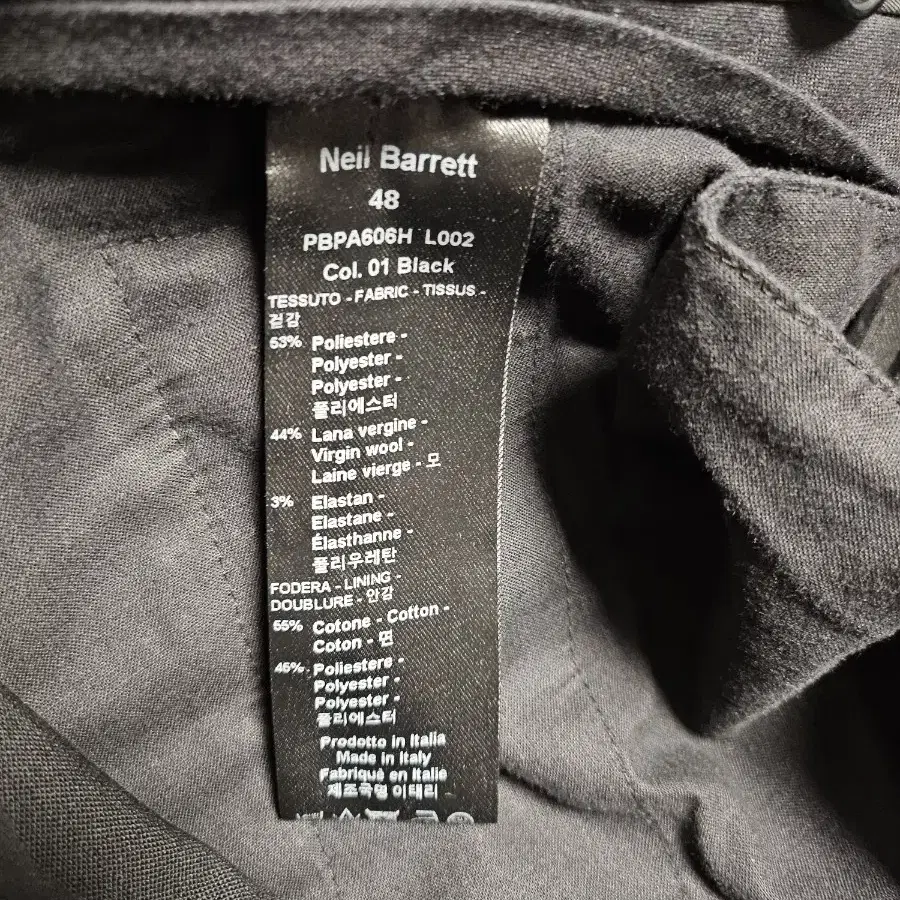 Neil Barrett
48
PBPA606H L002
Col. 01 Black
TESSUTO - FABRIC - TISSUS -
겉감
53% Poliestere -
Polyester -
Polyester -
폴리에스터
44% Lana vergine -
Virgin wool -
Laine vierge - 모
3% Elastan -
Elastane -
Élasthanne -
폴리우레탄
FODERA - LINING -
DOUBLURE - 안감
55% Cotone - Cotton -
Coton - 면
45% Poliestere -
Polyester -
Polyester -
폴리에스터
Prodotto in Italia
Made in Italy
Fabriqué en Italie
제조국명 이태리